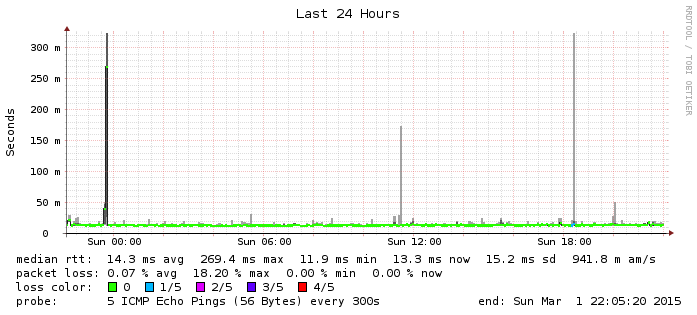 Last 24 Hours
RRDTOOL / TOBI OETIKER
Seconds
300 m
250 m
200 m
150 m
100 m
50 m
0
Sun 00:00 Sun 06:00 Sun 12:00 Sun 18:00
median rtt: 14.3 ms avg 269.4 ms max 11.9 ms min 13.3 ms now 15.2 ms sd 941.8 m am/s
packet loss: 0.07 % avg 18.20 % max 0.00 % min 0.00 % now
loss color: 0 1/5 2/5 3/5 4/5
probe: 5 ICMP Echo Pings (56 Bytes) every 300s end: Sun Mar 1 22:05:20 2015